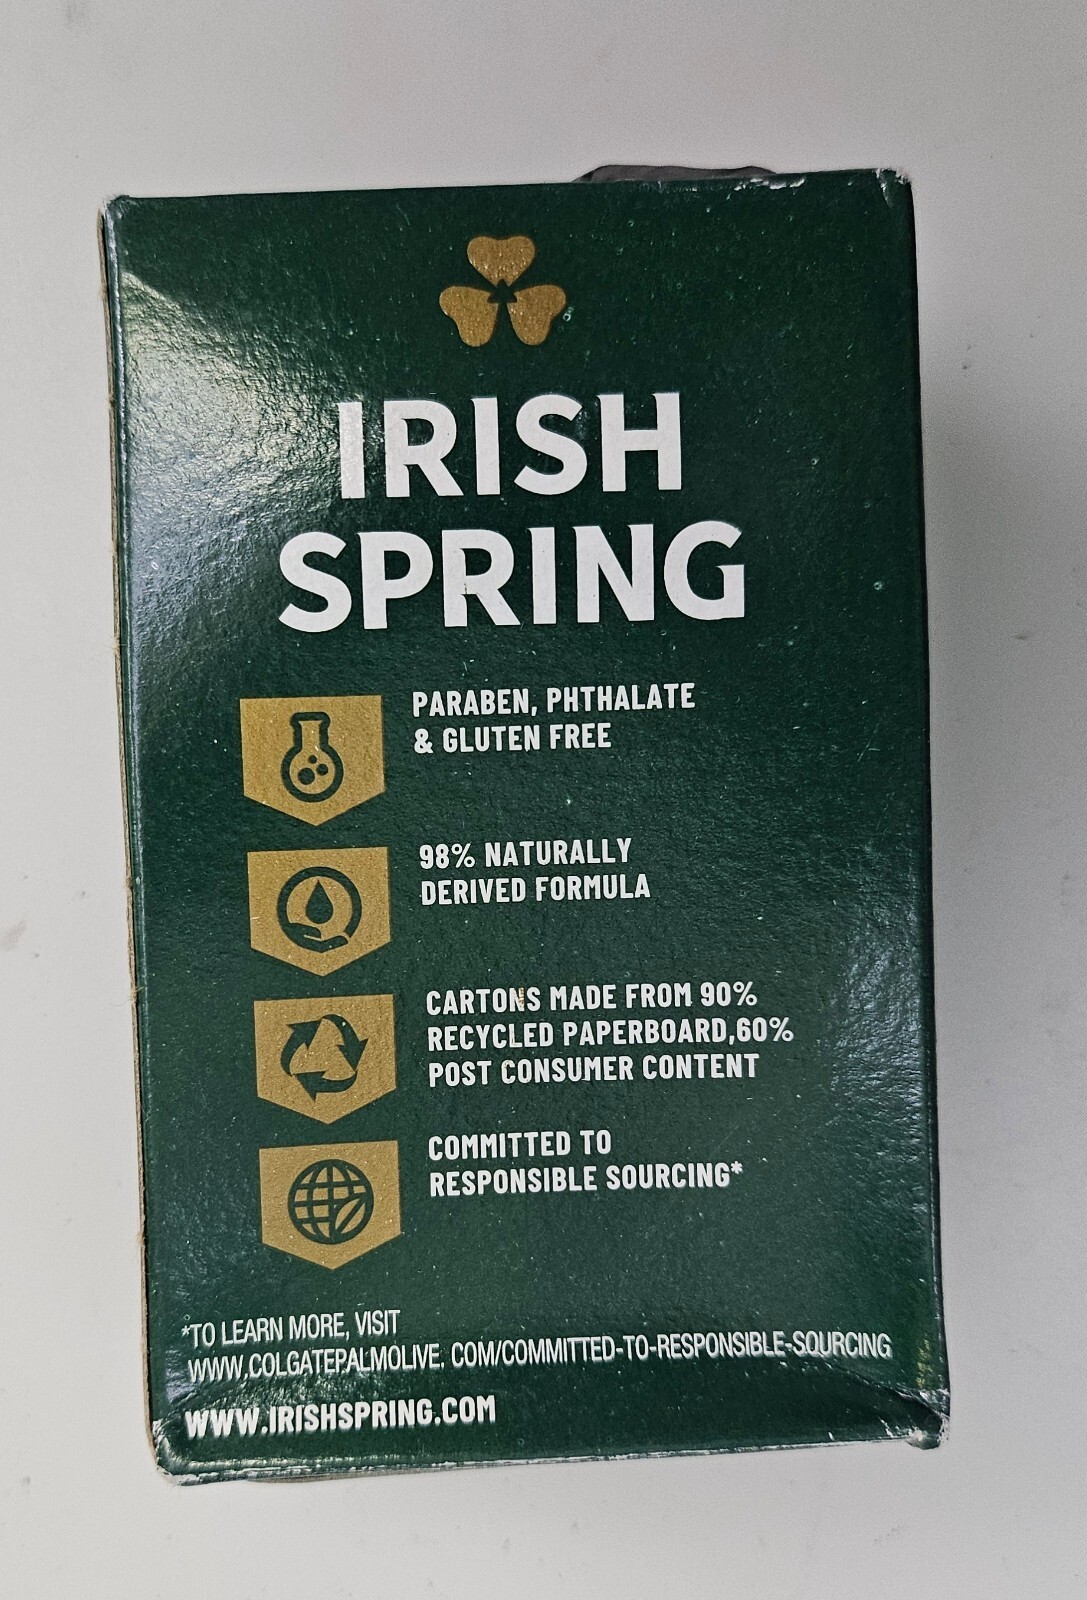 IRISH
SPRING
PARABEN, PHTHALATE
& GLUTEN FREE
98% NATURALLY
DERIVED FORMULA
CARTONS MADE FROM 90%
RECYCLED PAPERBOARD,60%
POST CONSUMER CONTENT
COMMITTED TO
RESPONSIBLE SOURCING*
*TO LEARN MORE, VISIT
WWW.COLGATEPALMOLIVE. COM/COMMITTED-TO-RESPONSIBLE-SOURCING
WWW.IRISHSPRING.COM